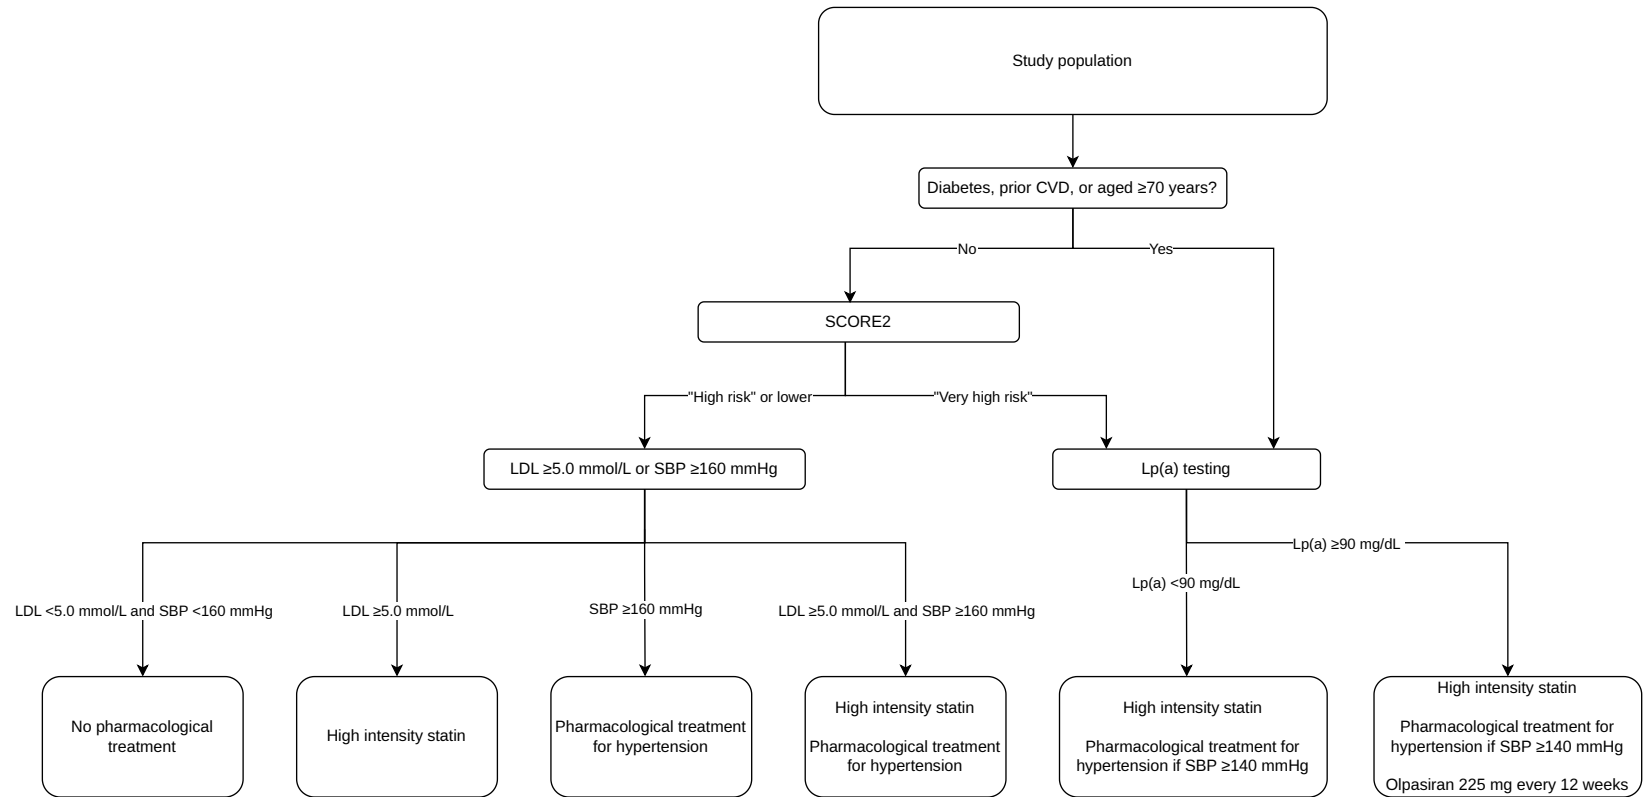 Study population
Diabetes, prior CVD, or aged ≥70 years?
No
Yes
SCORE2
"High risk" or lower
"Very high risk"
LDL ≥5.0 mmol/L or SBP ≥160 mmHg
Lp(a) testing
Lp(a) ≥90 mg/dL
Lp(a) <90 mg/dL
LDL <5.0 mmol/L and SBP <160 mmHg
LDL ≥5.0 mmol/L
SBP ≥160 mmHg
LDL ≥5.0 mmol/L and SBP ≥160 mmHg
No pharmacological
treatment
High intensity statin
Pharmacological treatment
for hypertension
High intensity statin
Pharmacological treatment
for hypertension
High intensity statin
Pharmacological treatment for
hypertension if SBP ≥140 mmHg
High intensity statin
Pharmacological treatment for
hypertension if SBP ≥140 mmHg
Olpasiran 225 mg every 12 weeks